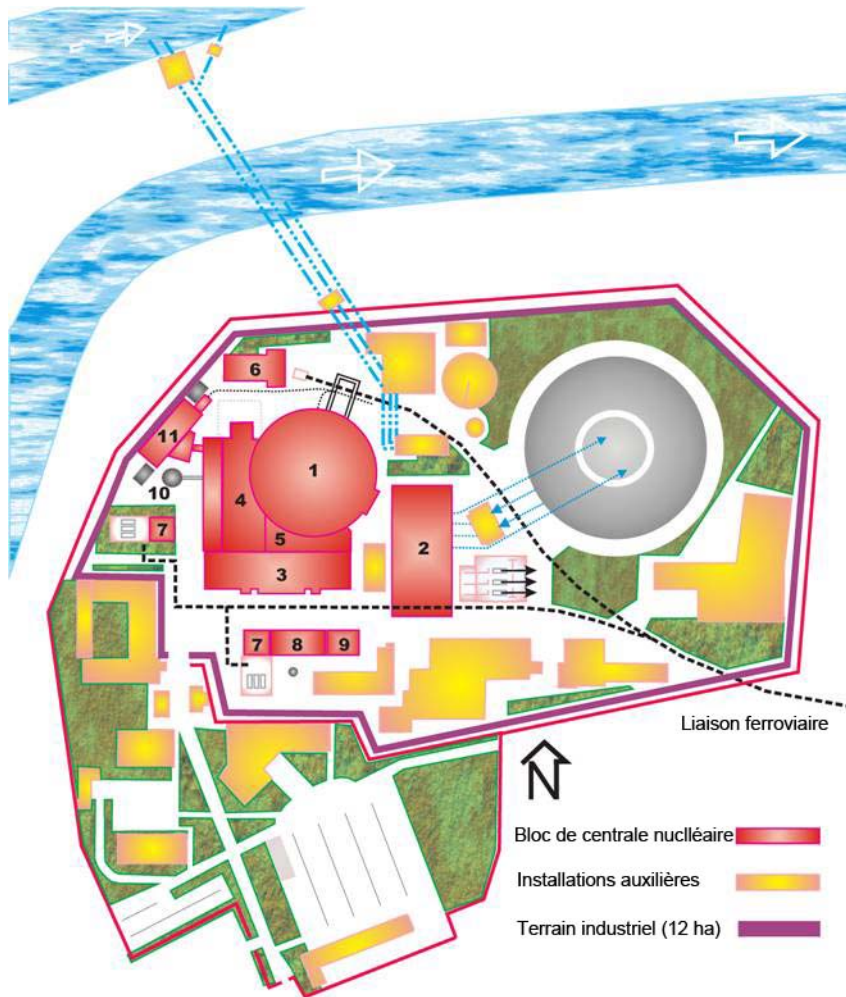 6
11
1
10
4
7
5
2
3
7 8 9
Liaison ferroviaire
N
Bloc de centrale nuclléaire
Installations auxilières
Terrain industriel (12 ha)